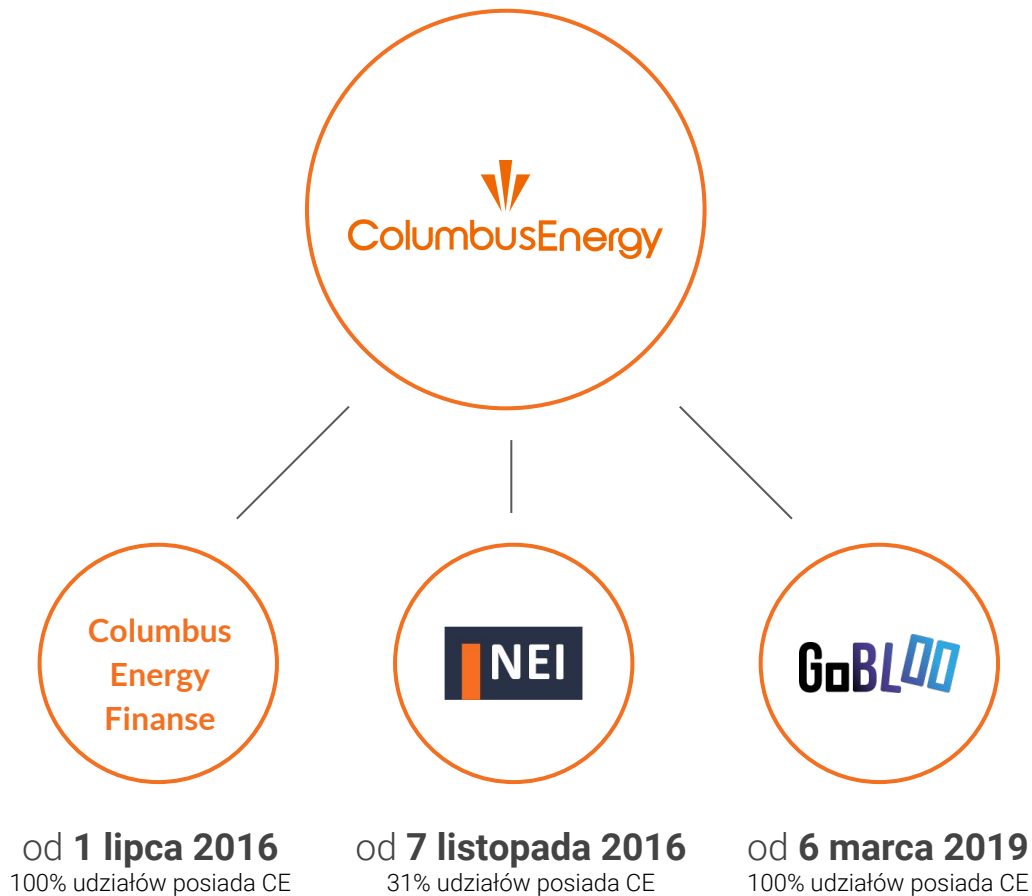 ColumbusEnergy
Columbus
Energy
Finanse
NEI
GoBLOO
od 1 lipca 2016
100% udziałów posiada CE
od 7 listopada 2016
31% udziałów posiada CE
od 6 marca 2019
100% udziałów posiada CE